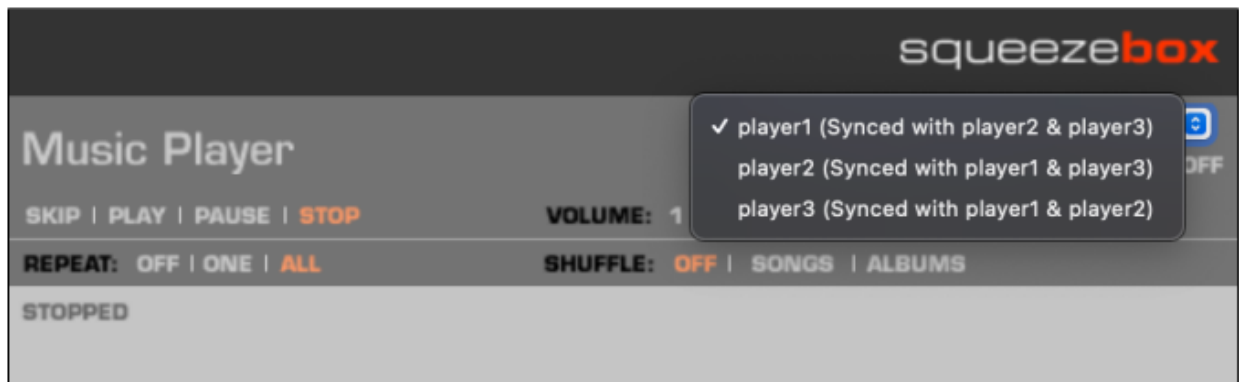 squeezebox
Music Player
✓ player1 (Synced with player2 & player3)
player2 (Synced with player1 & player3)
player3 (Synced with player1 & player2)
OFF
SKIP | PLAY | PAUSE | STOP
VOLUME: 1
REPEAT: OFF | ONE | ALL
SHUFFLE: OFF | SONGS | ALBUMS
STOPPED